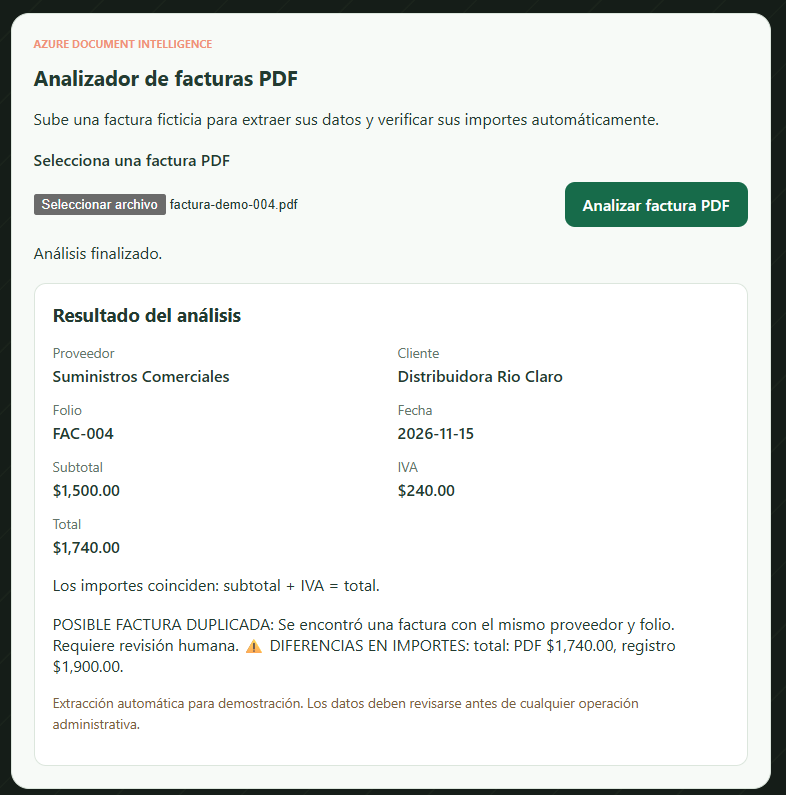 AZURE DOCUMENT INTELLIGENCE
Analizador de facturas PDF
Sube una factura ficticia para extraer sus datos y verificar sus importes automáticamente.
Selecciona una factura PDF
Seleccionar archivo factura-demo-004.pdf
Analizar factura PDF
Análisis finalizado.
Resultado del análisis
Proveedor
Suministros Comerciales
Cliente
Distribuidora Rio Claro
Folio
FAC-004
Fecha
2026-11-15
Subtotal
$1,500.00
IVA
$240.00
Total
$1,740.00
Los importes coinciden: subtotal + IVA = total.
POSIBLE FACTURA DUPLICADA: Se encontró una factura con el mismo proveedor y folio.
Requiere revisión humana. ⚠️ DIFERENCIAS EN IMPORTES: total: PDF $1,740.00, registro
$1,900.00.
Extracción automática para demostración. Los datos deben revisarse antes de cualquier operación
administrativa.